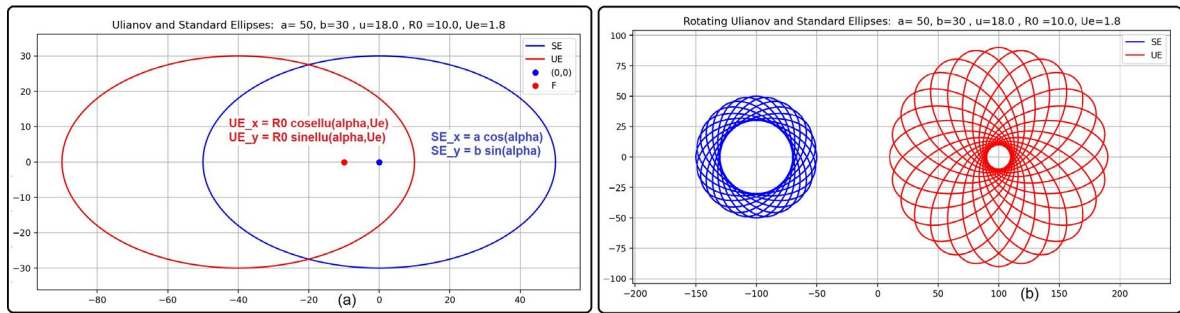 Ulianov and Standard Ellipses: a= 50, b=30 , u=18.0 , R0 =10.0, Ue=1.8
30
20
10
0
−10
−20
−30
−80
−60
−40
−20
0
20
40
SE
UE
(0,0)
F
UE_x = R0 cosellu(alpha,Ue)
UE_y = R0 sinellu(alpha,Ue)
SE_x = a cos(alpha)
SE_y = b sin(alpha)
(a)
Rotating Ulianov and Standard Ellipses: a= 50, b=30 , u=18.0 , R0 =10.0, Ue=1.8
100
75
50
25
0
−25
−50
−75
−100
−200
−150
−100
−50
0
50
100
150
200
SE
UE
(b)